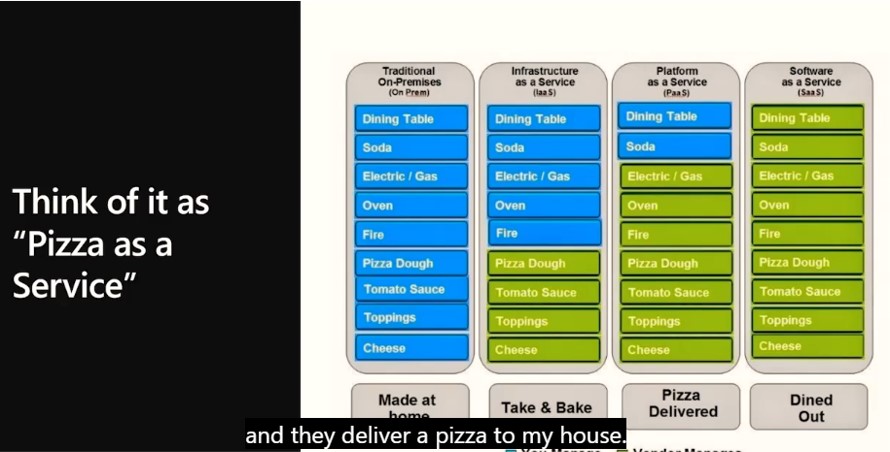 Think of it as
“Pizza as a
Service”
Traditional
On-Premises
(On Prem)
Dining Table
Soda
Electric / Gas
Oven
Fire
Pizza Dough
Tomato Sauce
Toppings
Cheese
Made at
home
Infrastructure
as a Service
(IaaS)
Dining Table
Soda
Electric / Gas
Oven
Fire
Pizza Dough
Tomato Sauce
Toppings
Cheese
Take & Bake
Platform
as a Service
(PaaS)
Dining Table
Soda
Electric / Gas
Oven
Fire
Pizza Dough
Tomato Sauce
Toppings
Cheese
Pizza
Delivered
Software
as a Service
(SaaS)
Dining Table
Soda
Electric / Gas
Oven
Fire
Pizza Dough
Tomato Sauce
Toppings
Cheese
Dined
Out
and they deliver a pizza to my house.
You Manage Vendor Manages